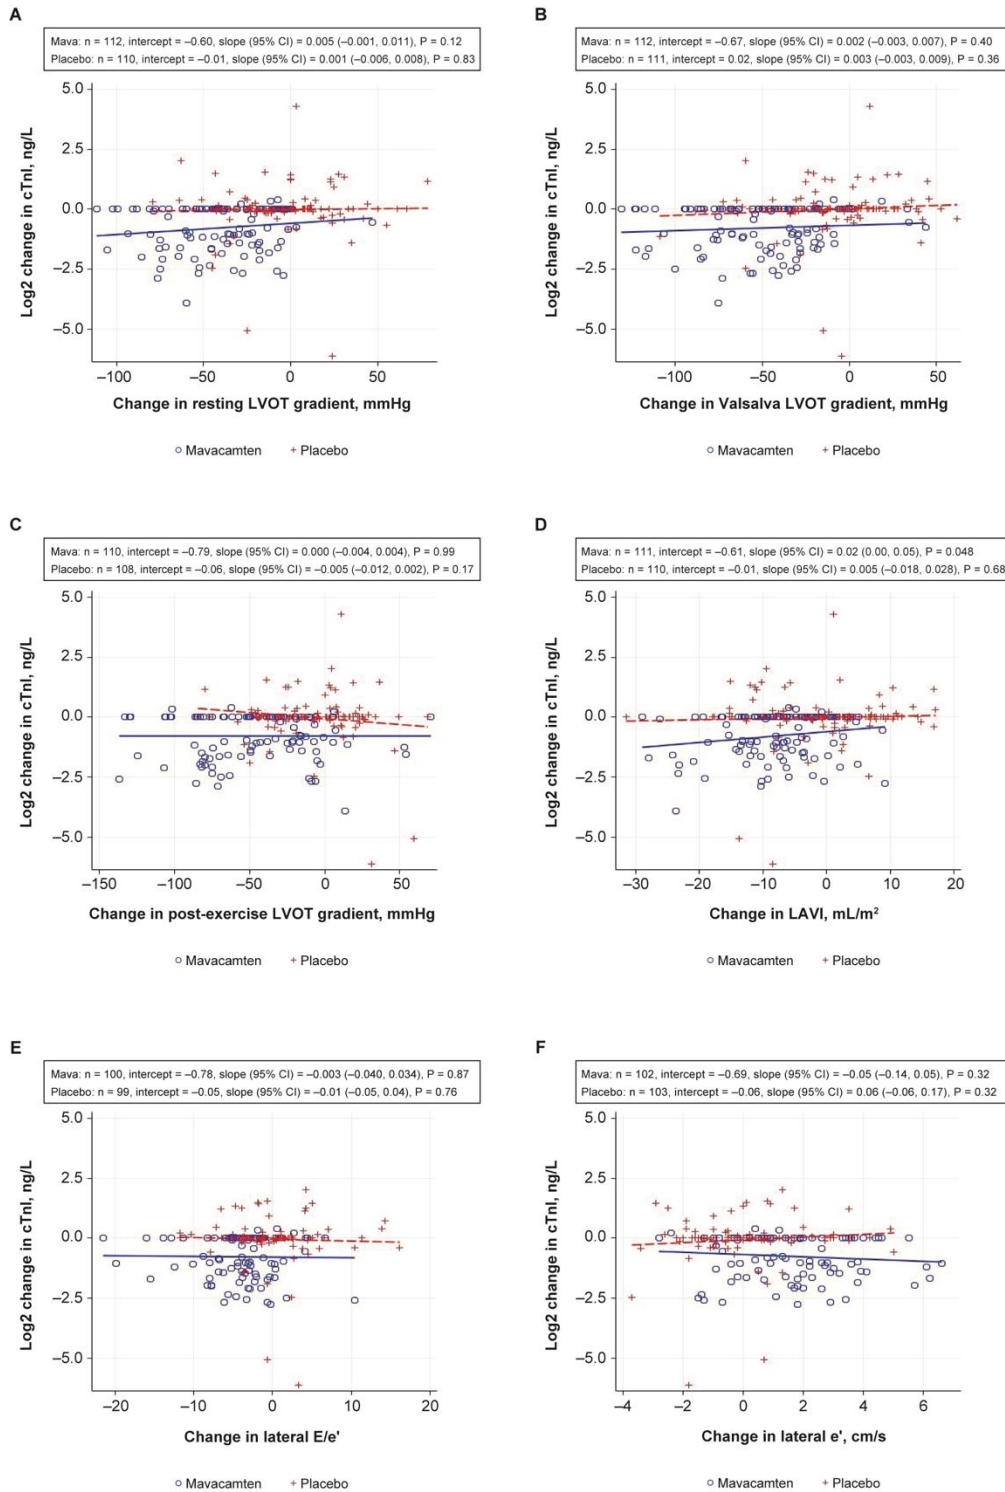 A
Mava: n = 112, intercept = –0.60, slope (95% CI) = 0.005 (–0.001, 0.011), P = 0.12
Placebo: n = 110, intercept = –0.01, slope (95% CI) = 0.001 (–0.006, 0.008), P = 0.83
5.0
2.5
0.0
–2.5
–5.0
Log2 change in cTnI, ng/L
–100 –50 0 50
Change in resting LVOT gradient, mmHg
Mavacamten Placebo
B
Mava: n = 112, intercept = –0.67, slope (95% CI) = 0.002 (–0.003, 0.007), P = 0.40
Placebo: n = 111, intercept = 0.02, slope (95% CI) = 0.003 (–0.003, 0.009), P = 0.36
5.0
2.5
0.0
–2.5
–5.0
Log2 change in cTnI, ng/L
–100 –50 0 50
Change in Valsalva LVOT gradient, mmHg
Mavacamten Placebo
C
Mava: n = 110, intercept = –0.79, slope (95% CI) = 0.000 (–0.004, 0.004), P = 0.99
Placebo: n = 108, intercept = –0.06, slope (95% CI) = –0.005 (–0.012, 0.002), P = 0.17
5.0
2.5
0.0
–2.5
–5.0
Log2 change in cTnI, ng/L
–150 –100 –50 0 50
Change in post-exercise LVOT gradient, mmHg
Mavacamten Placebo
D
Mava: n = 111, intercept = –0.61, slope (95% CI) = 0.02 (0.00, 0.05), P = 0.048
Placebo: n = 110, intercept = –0.01, slope (95% CI) = 0.005 (–0.018, 0.028), P = 0.68
5.0
2.5
0.0
–2.5
–5.0
Log2 change in cTnI, ng/L
–30 –20 –10 0 10 20
Change in LAVI, mL/m²
Mavacamten Placebo
E
Mava: n = 100, intercept = –0.78, slope (95% CI) = –0.003 (–0.040, 0.034), P = 0.87
Placebo: n = 99, intercept = –0.05, slope (95% CI) = –0.01 (–0.05, 0.04), P = 0.76
5.0
2.5
0.0
–2.5
–5.0
Log2 change in cTnI, ng/L
–20 –10 0 10 20
Change in lateral E/e'
Mavacamten Placebo
F
Mava: n = 102, intercept = –0.69, slope (95% CI) = –0.05 (–0.14, 0.05), P = 0.32
Placebo: n = 103, intercept = –0.06, slope (95% CI) = 0.06 (–0.06, 0.17), P = 0.32
5.0
2.5
0.0
–2.5
–5.0
Log2 change in cTnI, ng/L
–4 –2 0 2 4 6
Change in lateral e', cm/s
Mavacamten Placebo